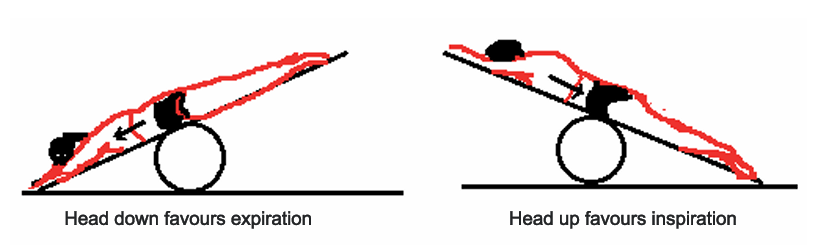 Head down favours expiration
Head up favours inspiration